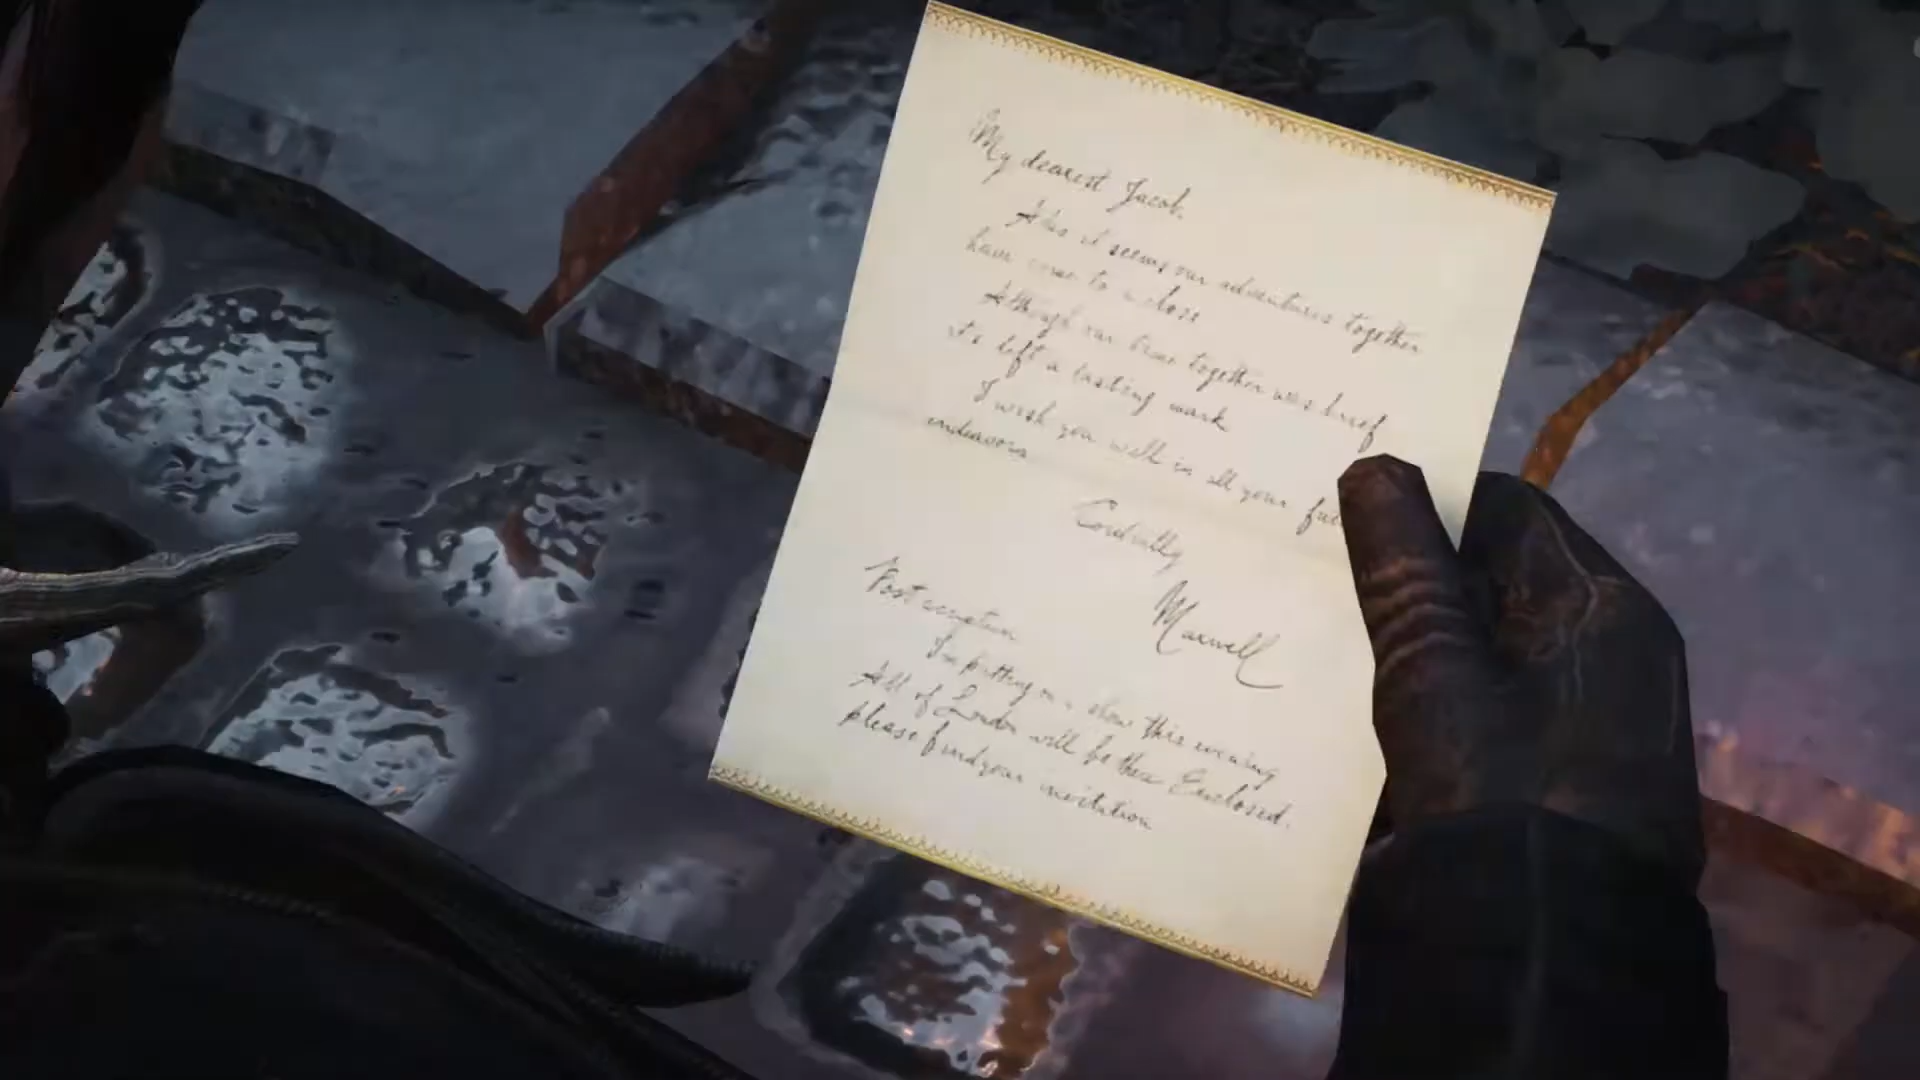 My dearest Jacob,
Alas it seems our adventures together
have come to a close
Although our time together was brief
it's left a lasting mark
I wish you well in all your fut
endeavors
Cordially
Maxwell
Post scriptum
I'm putting on a show this evening
All of London will be there Enclosed,
please find your invitation